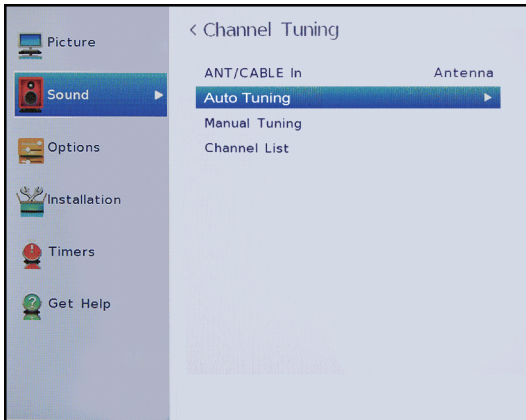 Picture
Sound
Options
Installation
Timers
Get Help
< Channel Tuning
ANT/CABLE In Antenna
Auto Tuning
Manual Tuning
Channel List